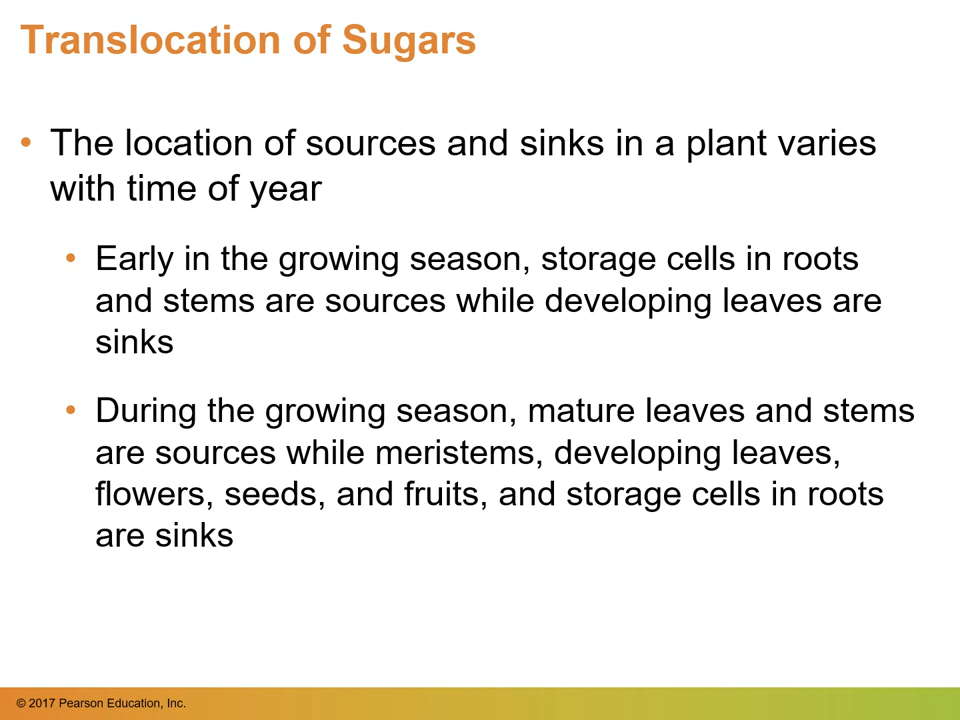 Translocation of Sugars
• The location of sources and sinks in a plant varies
with time of year
• Early in the growing season, storage cells in roots
and stems are sources while developing leaves are
sinks
• During the growing season, mature leaves and stems
are sources while meristems, developing leaves,
flowers, seeds, and fruits, and storage cells in roots
are sinks
© 2017 Pearson Education, Inc.